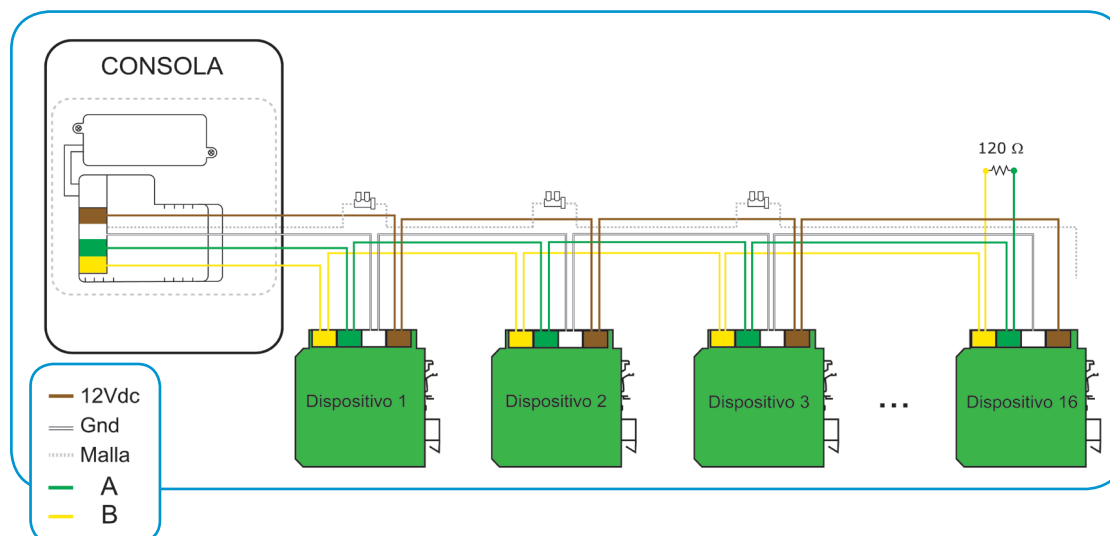 CONSOLA
120 Ω
Dispositivo 1
Dispositivo 2
Dispositivo 3
...
Dispositivo 16
12Vdc
Gnd
Malla
A
B